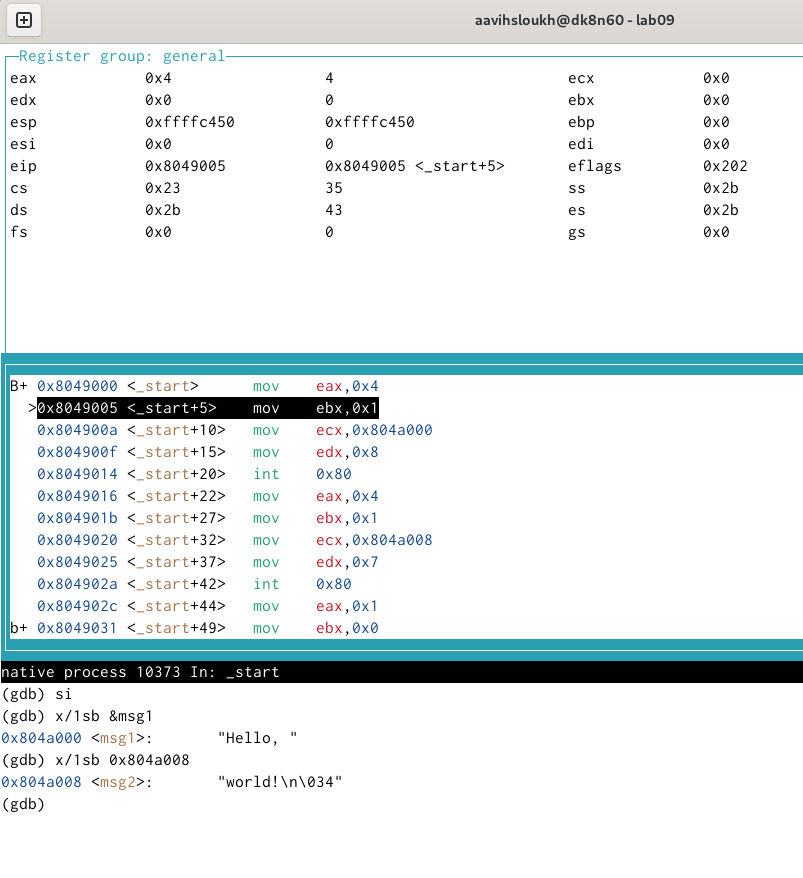 aavihsloukh@dk8n60 - lab09
Register group: general
eax 0x4 4 ecx 0x0
edx 0x0 0 ebx 0x0
esp 0xffffc450 0xffffc450 ebp 0x0
esi 0x0 0 edi 0x0
eip 0x8049005 0x8049005 <_start+5> eflags 0x202
cs 0x23 35 ss 0x2b
ds 0x2b 43 es 0x2b
fs 0x0 0 gs 0x0
B+ 0x8049000 <_start> mov eax,0x4
>0x8049005 <_start+5> mov ebx,0x1
0x804900a <_start+10> mov ecx,0x804a000
0x804900f <_start+15> mov edx,0x8
0x8049014 <_start+20> int 0x80
0x8049016 <_start+22> mov eax,0x4
0x804901b <_start+27> mov ebx,0x1
0x8049020 <_start+32> mov ecx,0x804a008
0x8049025 <_start+37> mov edx,0x7
0x804902a <_start+42> int 0x80
0x804902c <_start+44> mov eax,0x1
b+ 0x8049031 <_start+49> mov ebx,0x0
native process 10373 In: _start
(gdb) si
(gdb) x/1sb &msg1
0x804a000 <msg1>: "Hello, "
(gdb) x/1sb 0x804a008
0x804a008 <msg2>: "world!\n\034"
(gdb)